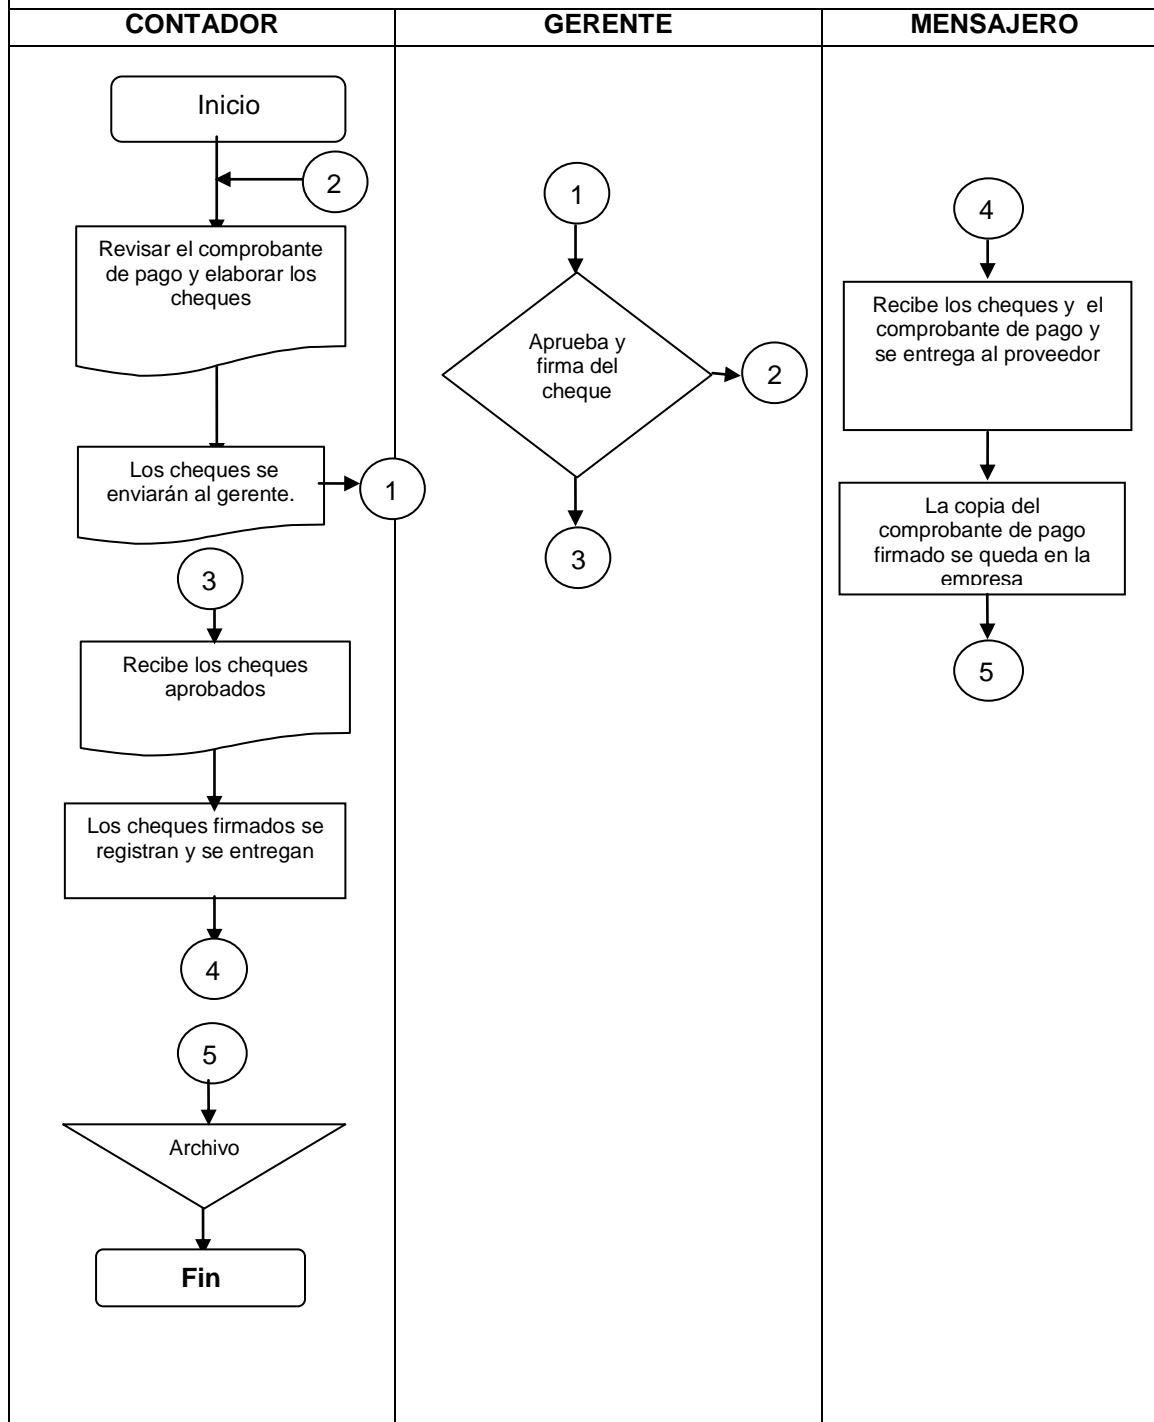 CONTADOR
GERENTE
MENSAJERO
Inicio
2
Revisar el comprobante
de pago y elaborar los
cheques
Los cheques se
enviarán al gerente.
1
3
Recibe los cheques
aprobados
Los cheques firmados se
registran y se entregan
4
5
Archivo
Fin
1
Aprueba y
firma del
cheque
2
3
4
Recibe los cheques y el
comprobante de pago y
se entrega al proveedor
La copia del
comprobante de pago
firmado se queda en la
empresa
5